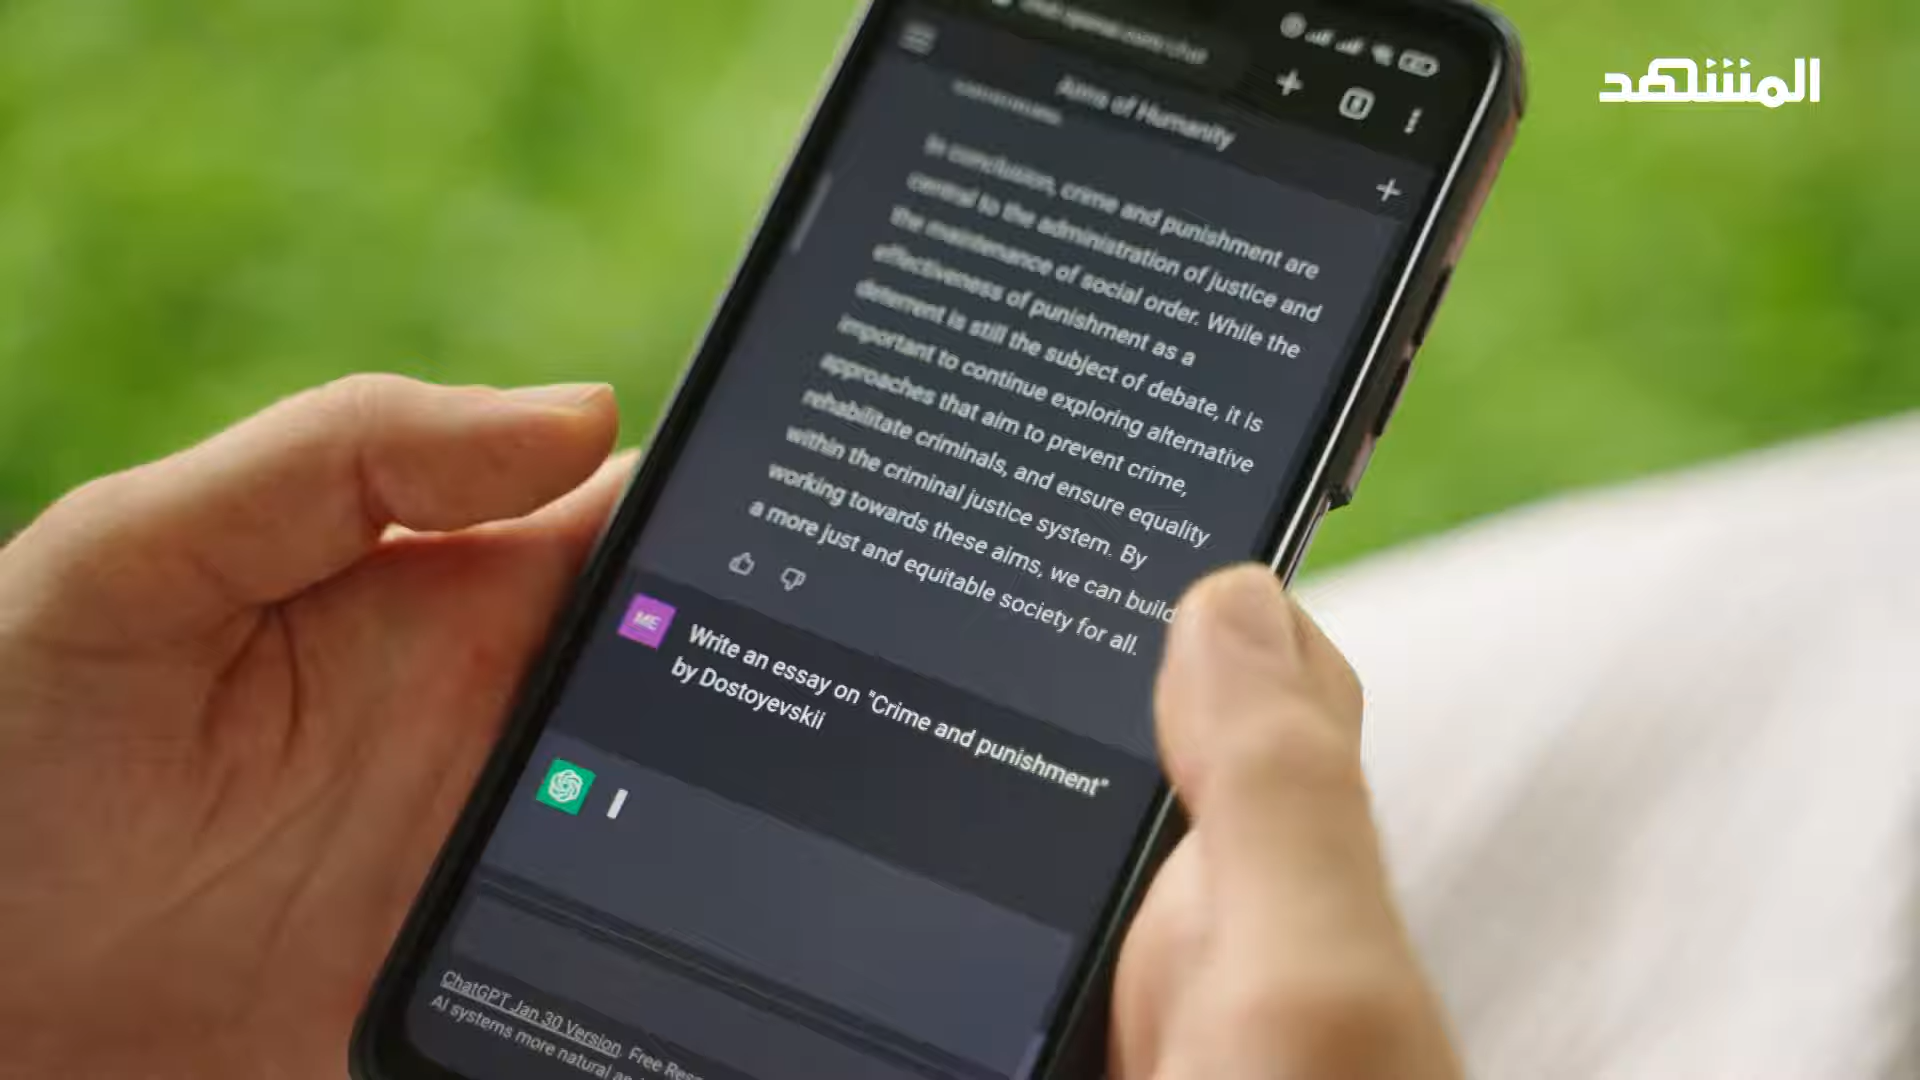 المشهد
Aims of Humanity
In conclusion, crime and punishment are
central to the administration of justice and
the maintenance of social order. While the
effectiveness of punishment as a
deterrent is still the subject of debate, it is
important to continue exploring alternative
approaches that aim to prevent crime,
rehabilitate criminals, and ensure equality
within the criminal justice system. By
working towards these aims, we can build
a more just and equitable society for all.
ME
Write an essay on "Crime and punishment"
by Dostoyevskii
ChatGPT Jan 30 Version. Free
AI systems more natural